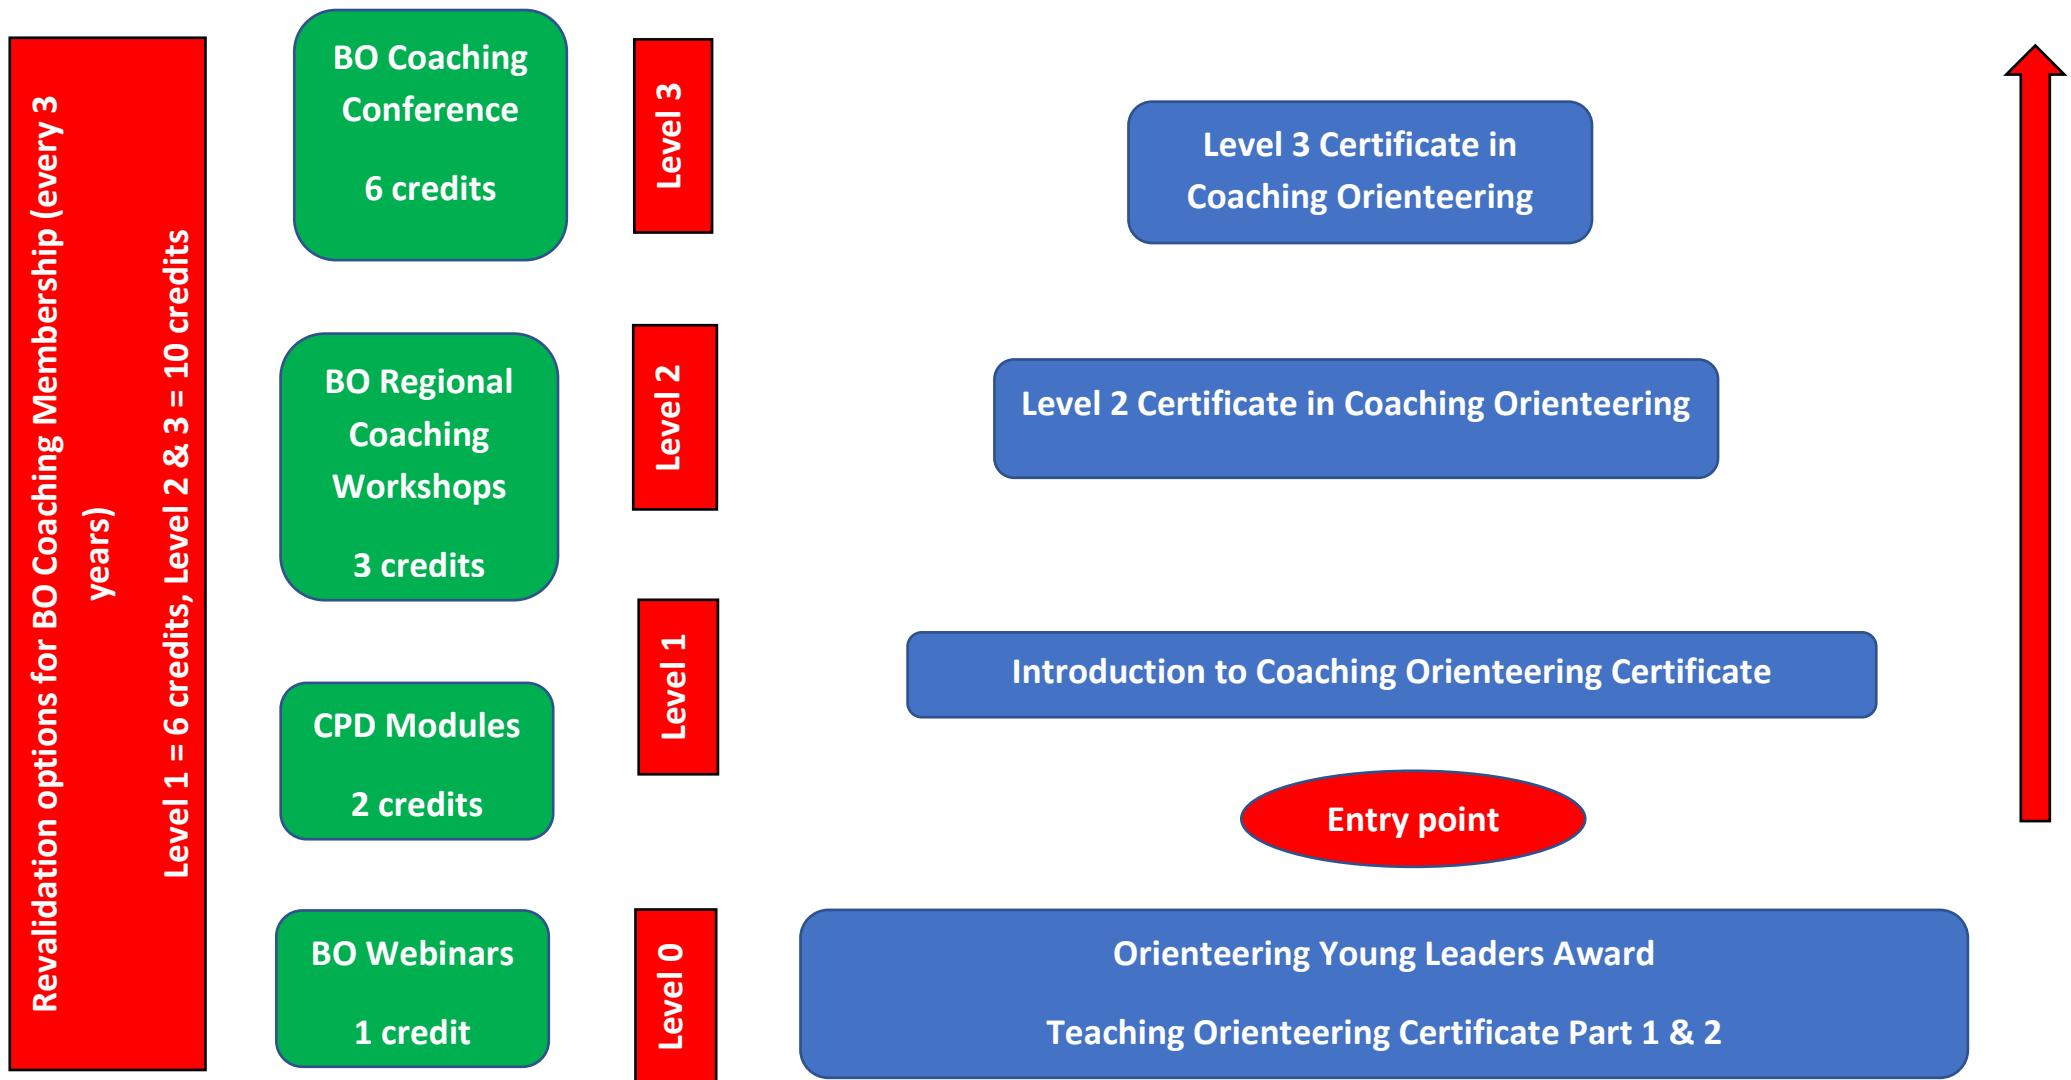 Revalidation options for BO Coaching Membership (every 3
years)
Level 1 = 6 credits, Level 2 & 3 = 10 credits
BO Coaching
Conference
6 credits
BO Regional
Coaching
Workshops
3 credits
CPD Modules
2 credits
BO Webinars
1 credit
Level 3
Level 2
Level 1
Level 0
Level 3 Certificate in
Coaching Orienteering
Level 2 Certificate in Coaching Orienteering
Introduction to Coaching Orienteering Certificate
Entry point
Orienteering Young Leaders Award
Teaching Orienteering Certificate Part 1 & 2